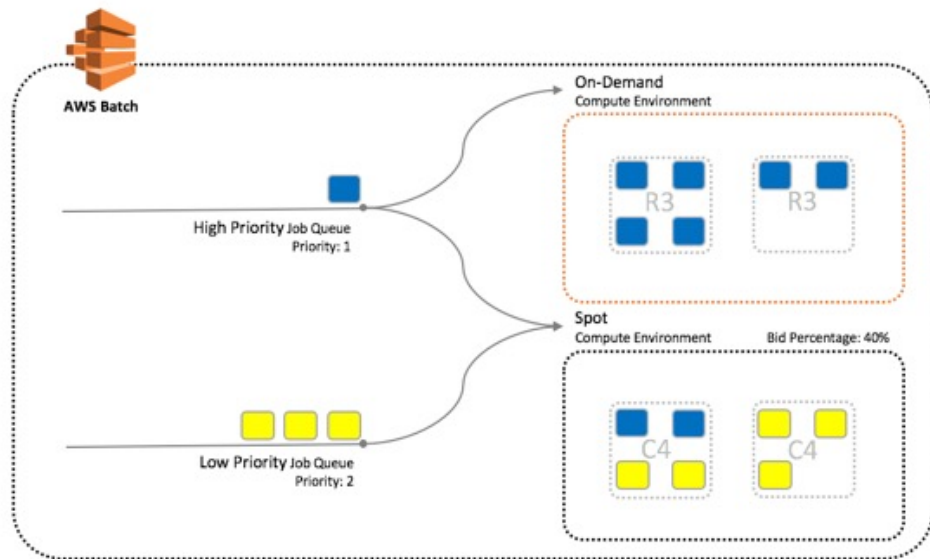 AWS Batch
On-Demand
Compute Environment
R3
R3
High Priority Job Queue
Priority: 1
Spot
Compute Environment
Bid Percentage: 40%
C4
C4
Low Priority Job Queue
Priority: 2